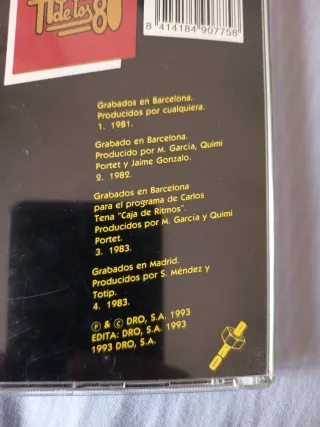 de los 80
8 414184 907758
Grabados en Barcelona.
Producidos por cualquiera.
1. 1981.
Grabado en Barcelona.
Producido por M. García, Quimi
Portet y Jaime Gonzalo.
2. 1982.
Grabados en Barcelona
para el programa de Carlos
Tena "Caja de Ritmos".
Producidos por M. García y Quimi
Portet.
3. 1983.
Grabados en Madrid.
Producidos por S. Méndez y
Totip.
4. 1983.
Ⓟ & © DRO, S.A. 1993
EDITA: DRO, S.A. 1993
1993 DRO, S.A.